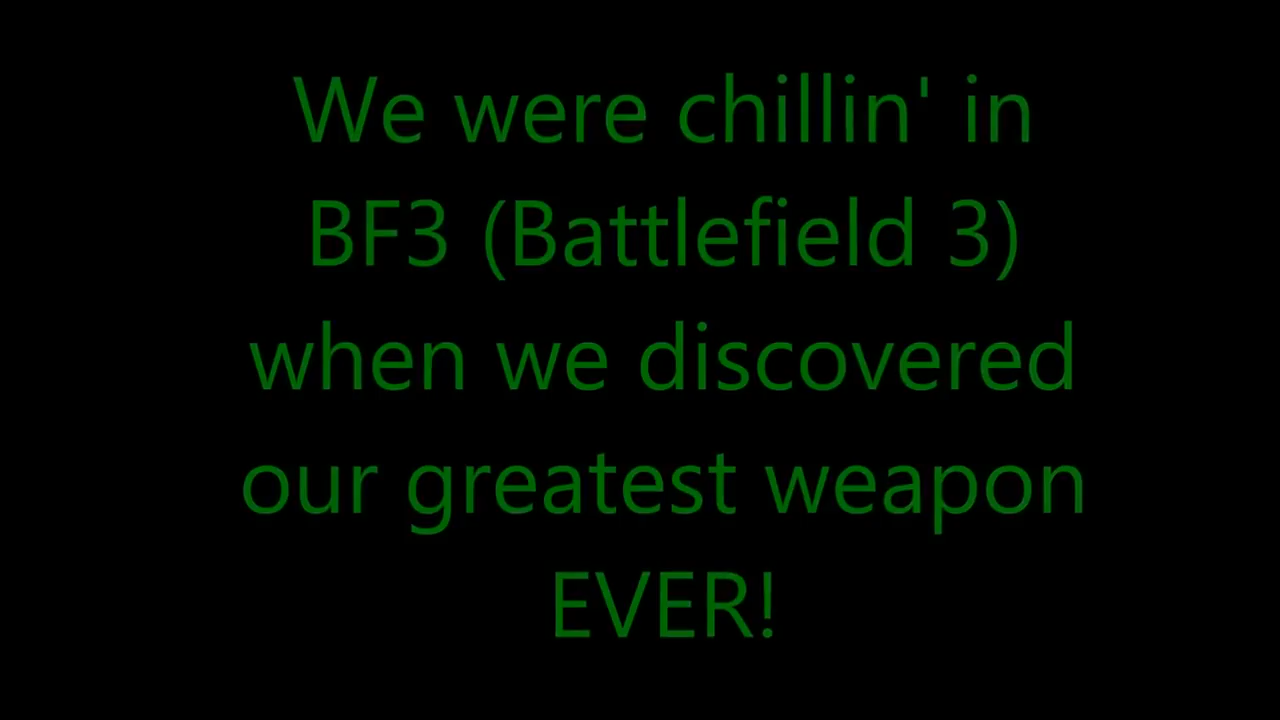 We were chillin' in
BF3 (Battlefield 3)
when we discovered
our greatest weapon
EVER!